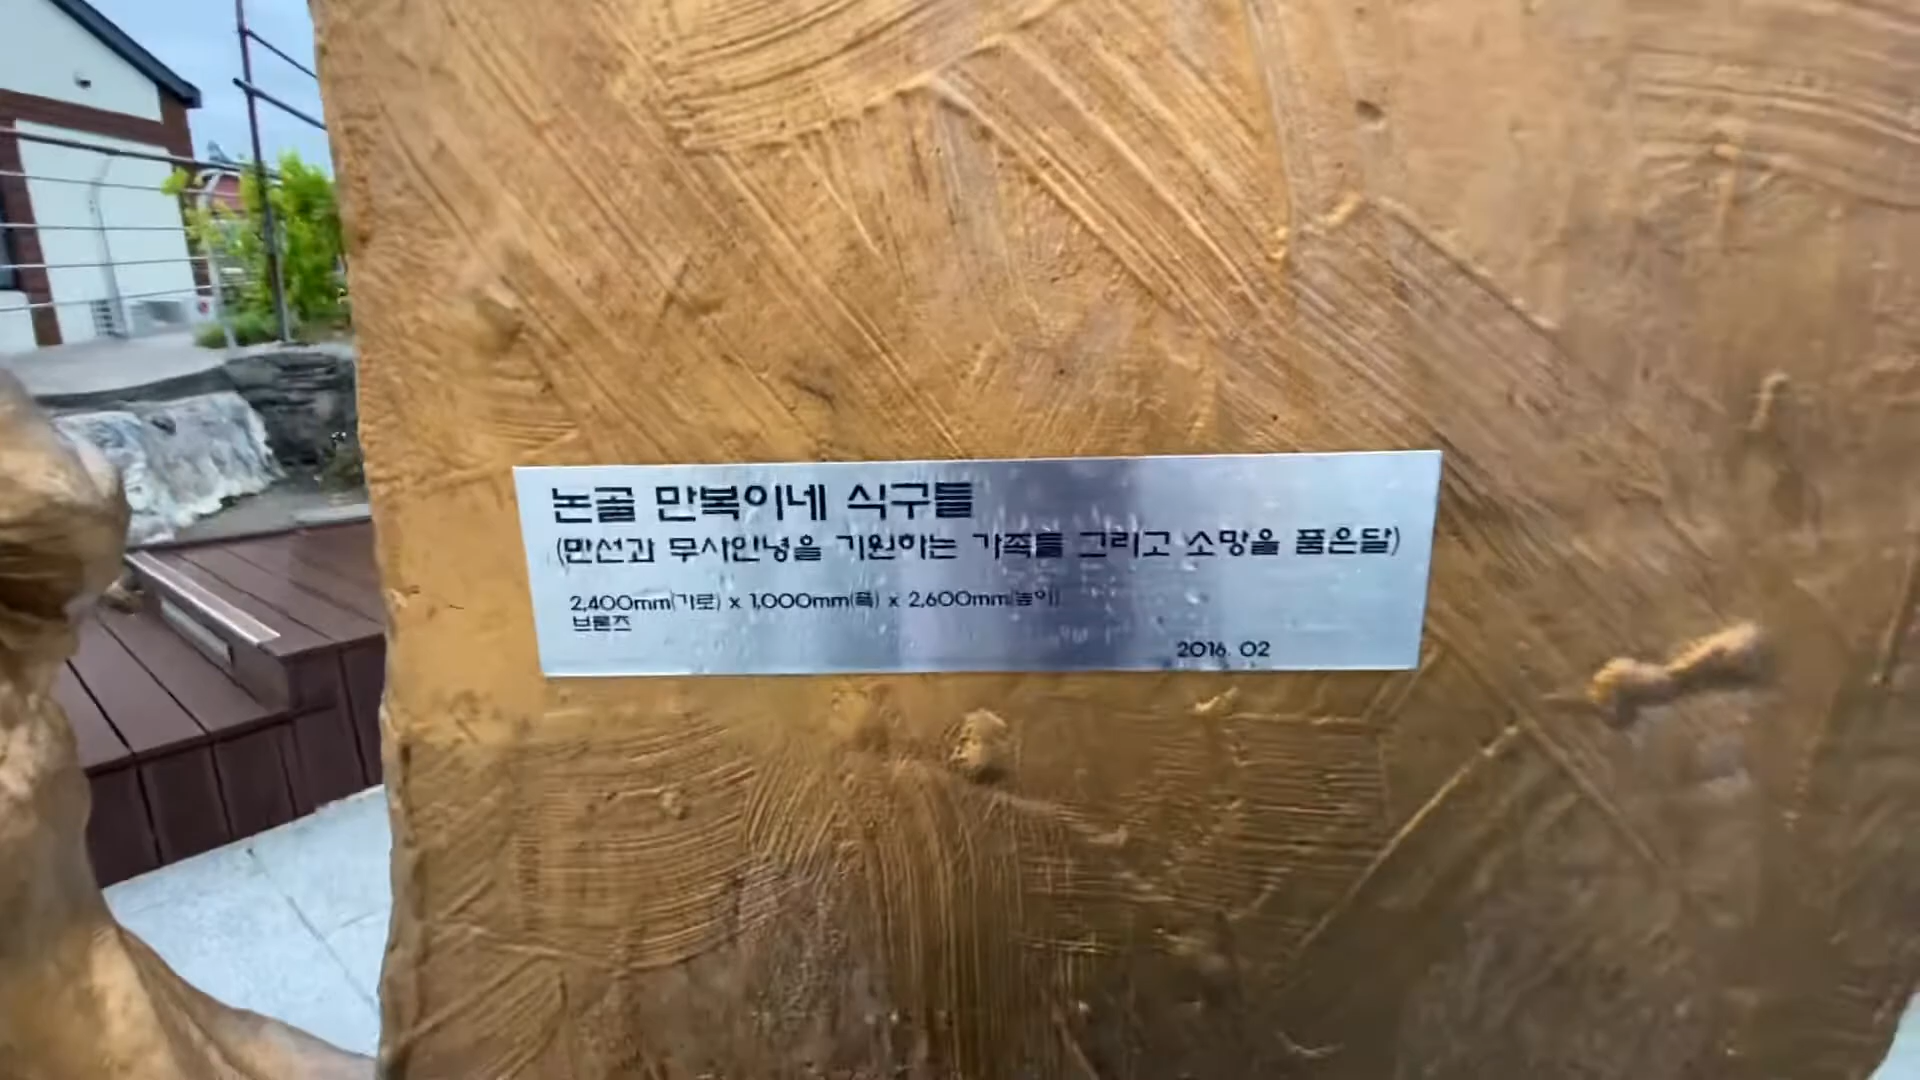 논골 만복이네 식구들
(만선과 무사안녕을 기원하는 가족들 그리고 소망을 품은달)
2,400mm(가로) x 1,000mm(폭) x 2,600mm(높이)
브론즈
2016. 02